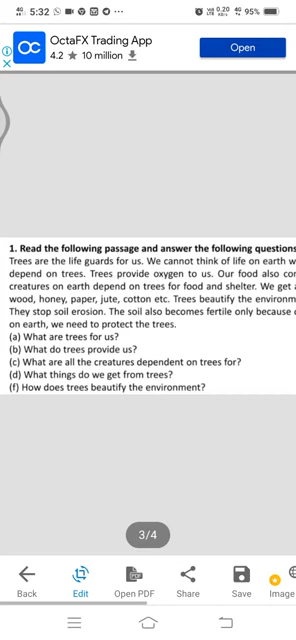 5:32
95%
OctaFX Trading App
4.2 ★ 10 million
Open
1. Read the following passage and answer the following questions
Trees are the life guards for us. We cannot think of life on earth w
depend on trees. Trees provide oxygen to us. Our food also co
creatures on earth depend on trees for food and shelter. We get
wood, honey, paper, jute, cotton etc. Trees beautify the environm
They stop soil erosion. The soil also becomes fertile only because
on earth, we need to protect the trees.
(a) What are trees for us?
(b) What do trees provide us?
(c) What are all the creatures dependent on trees for?
(d) What things do we get from trees?
(f) How does trees beautify the environment?
3/4
Back Edit Open PDF Share Save Image